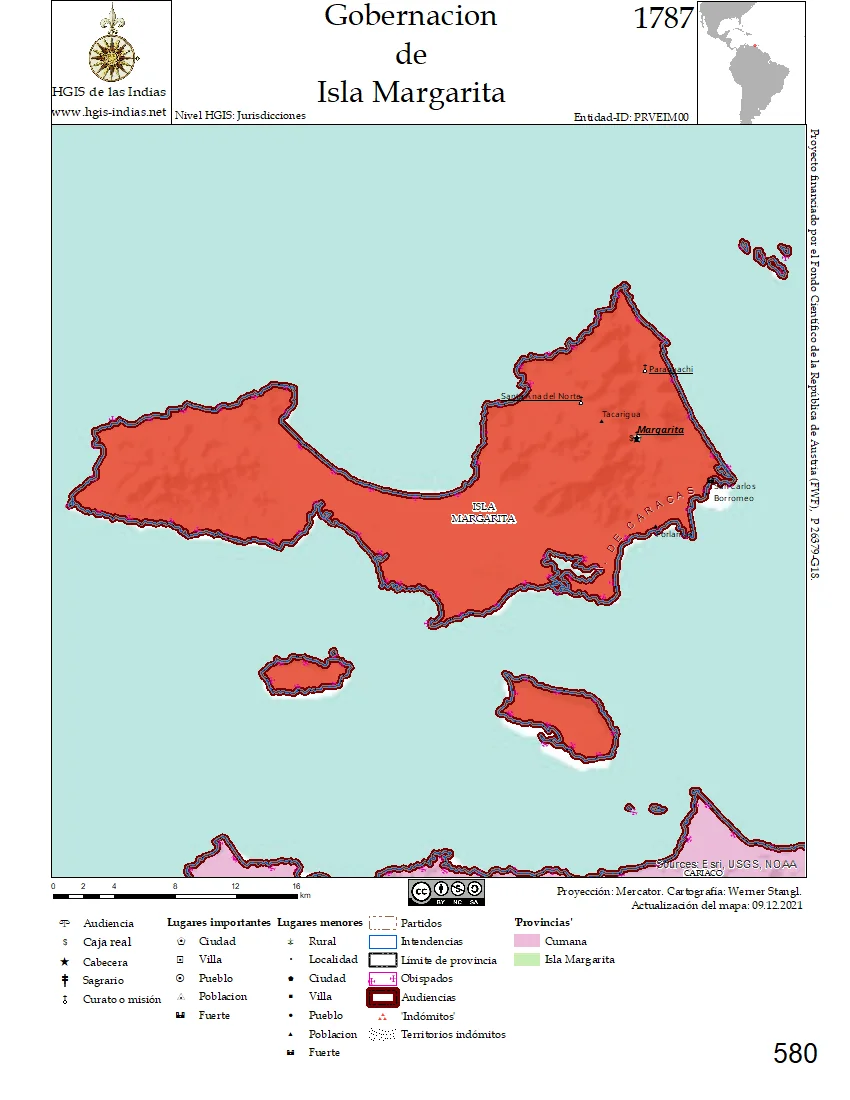 HGIS de las Indias
www.hgis-indias.net
Gobernacion
de
Isla Margarita
1787
Nivel HGIS: Jurisdicciones
Entidad-ID: PRVEIM00
Proyecto financiado por el Fondo Científico de la República de Austria (FWF), P 26379-G18.
Paraguachi
Santa Ana del Norte
Tacarigua
Margarita
San Carlos
Borromeo
ISLA
MARGARITA
DE CARACAS
Porlamar
Sources: Esri, USGS, NOAA
CARIACO
0 2 4 8 12 16
km
cc BY NC SA
Proyección: Mercator. Cartografía: Werner Stangl.
Actualización del mapa: 09.12.2021
Audiencia
S Caja real
Cabecera
Sagrario
Curato o misión
Lugares importantes
Ciudad
Villa
Pueblo
Poblacion
Fuerte
Lugares menores
Rural
Localidad
Ciudad
Villa
Pueblo
Poblacion
Fuerte
Partidos
Intendencias
Límite de provincia
Obispados
Audiencias
'Indómitos'
Territorios indómitos
'Provincias'
Cumana
Isla Margarita
580